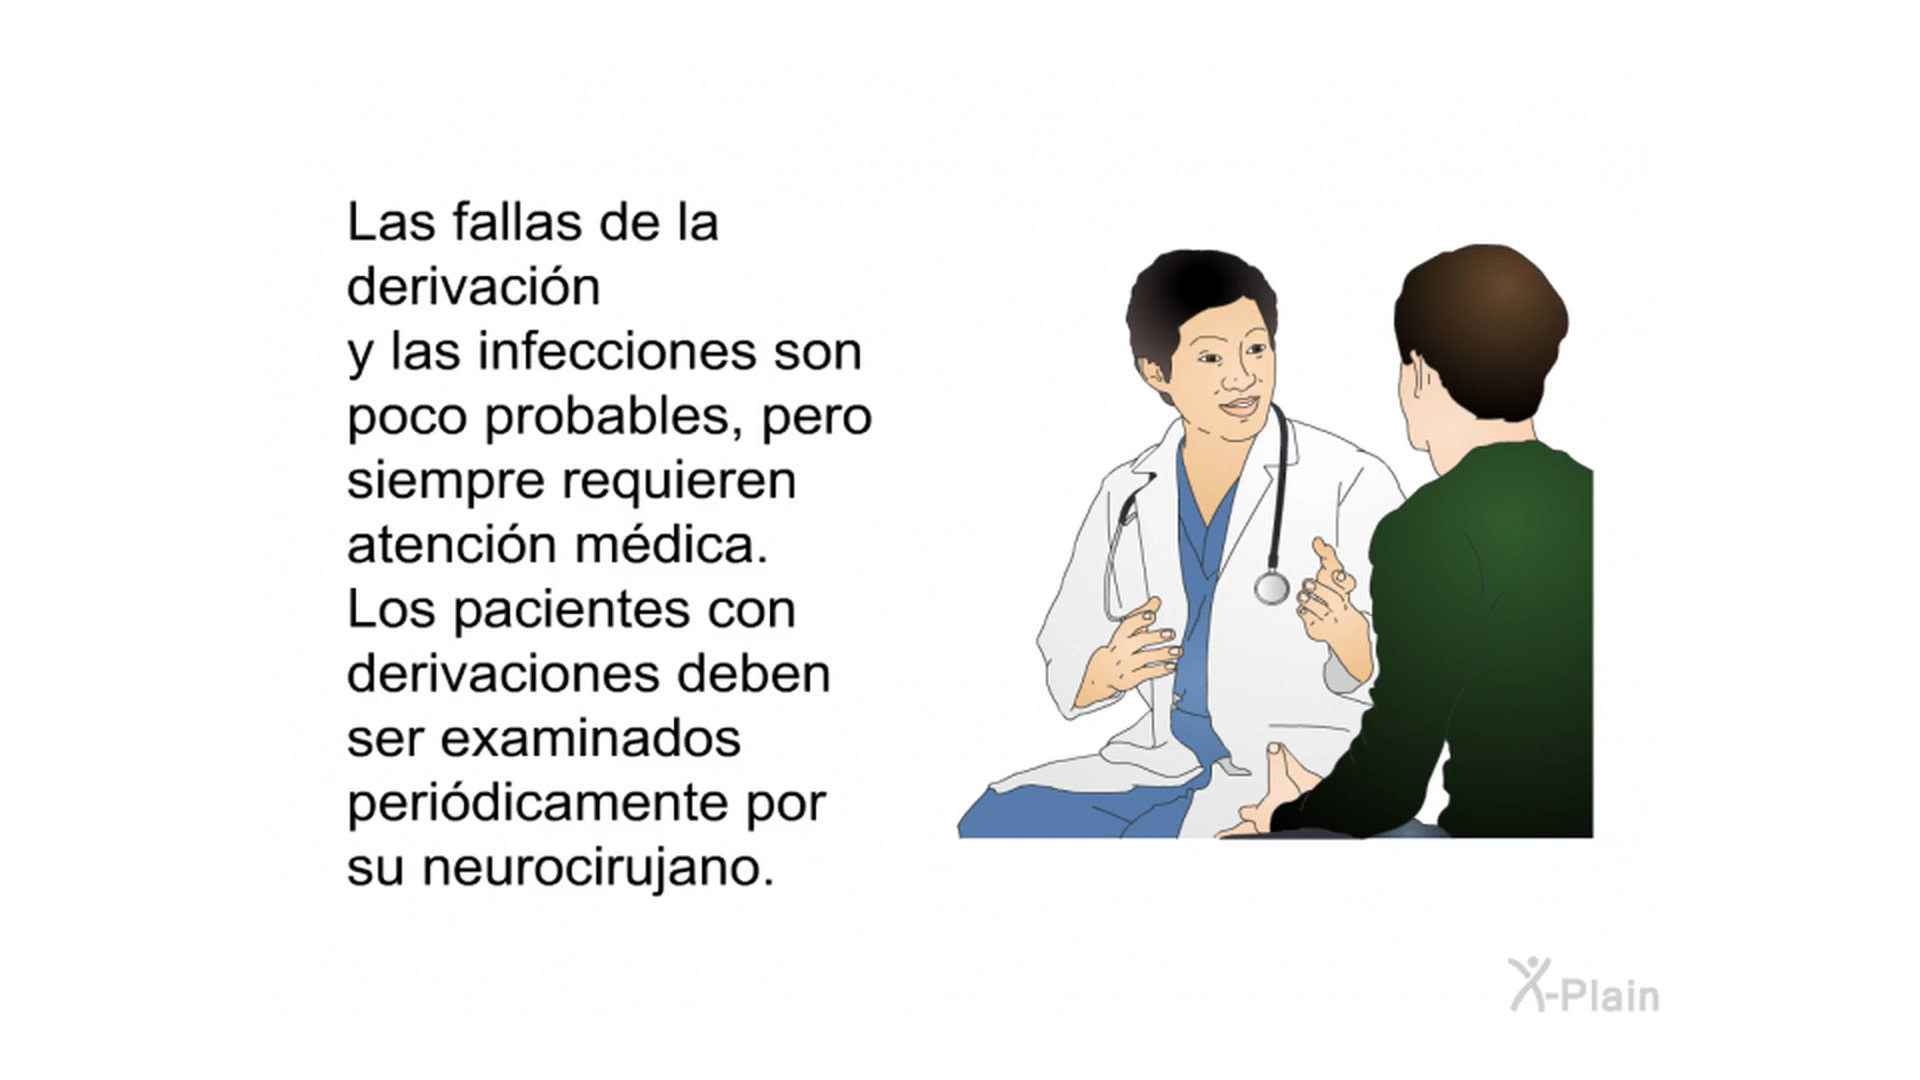 Las fallas de la
derivación
y las infecciones son
poco probables, pero
siempre requieren
atención médica.
Los pacientes con
derivaciones deben
ser examinados
periódicamente por
su neurocirujano.
X-Plain